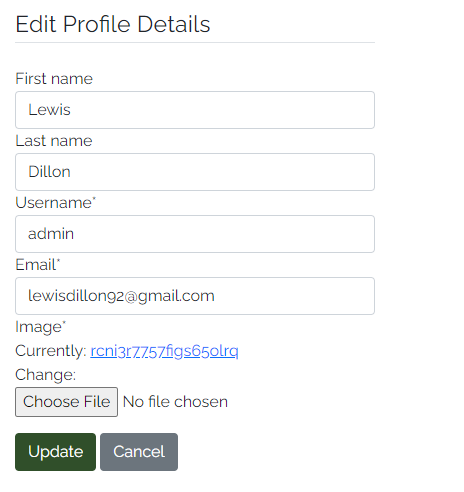 Edit Profile Details
First name
Lewis
Last name
Dillon
Username*
admin
Email*
lewisdillon92@gmail.com
Image*
Currently: rcni3r7757figs65olrq
Change:
Choose File No file chosen
Update Cancel